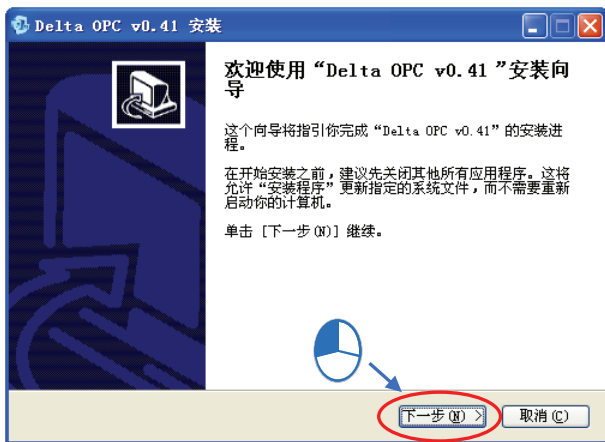 Delta OPC v0.41 安装
欢迎使用“Delta OPC v0.41”安装向
导
这个向导将指引你完成“Delta OPC v0.41”的安装进
程。
在开始安装之前，建议先关闭其他所有应用程序。这将
允许“安装程序”更新指定的系统文件，而不需要重新
启动你的计算机。
单击 [下一步(N)] 继续。
下一步(N) >
取消(C)